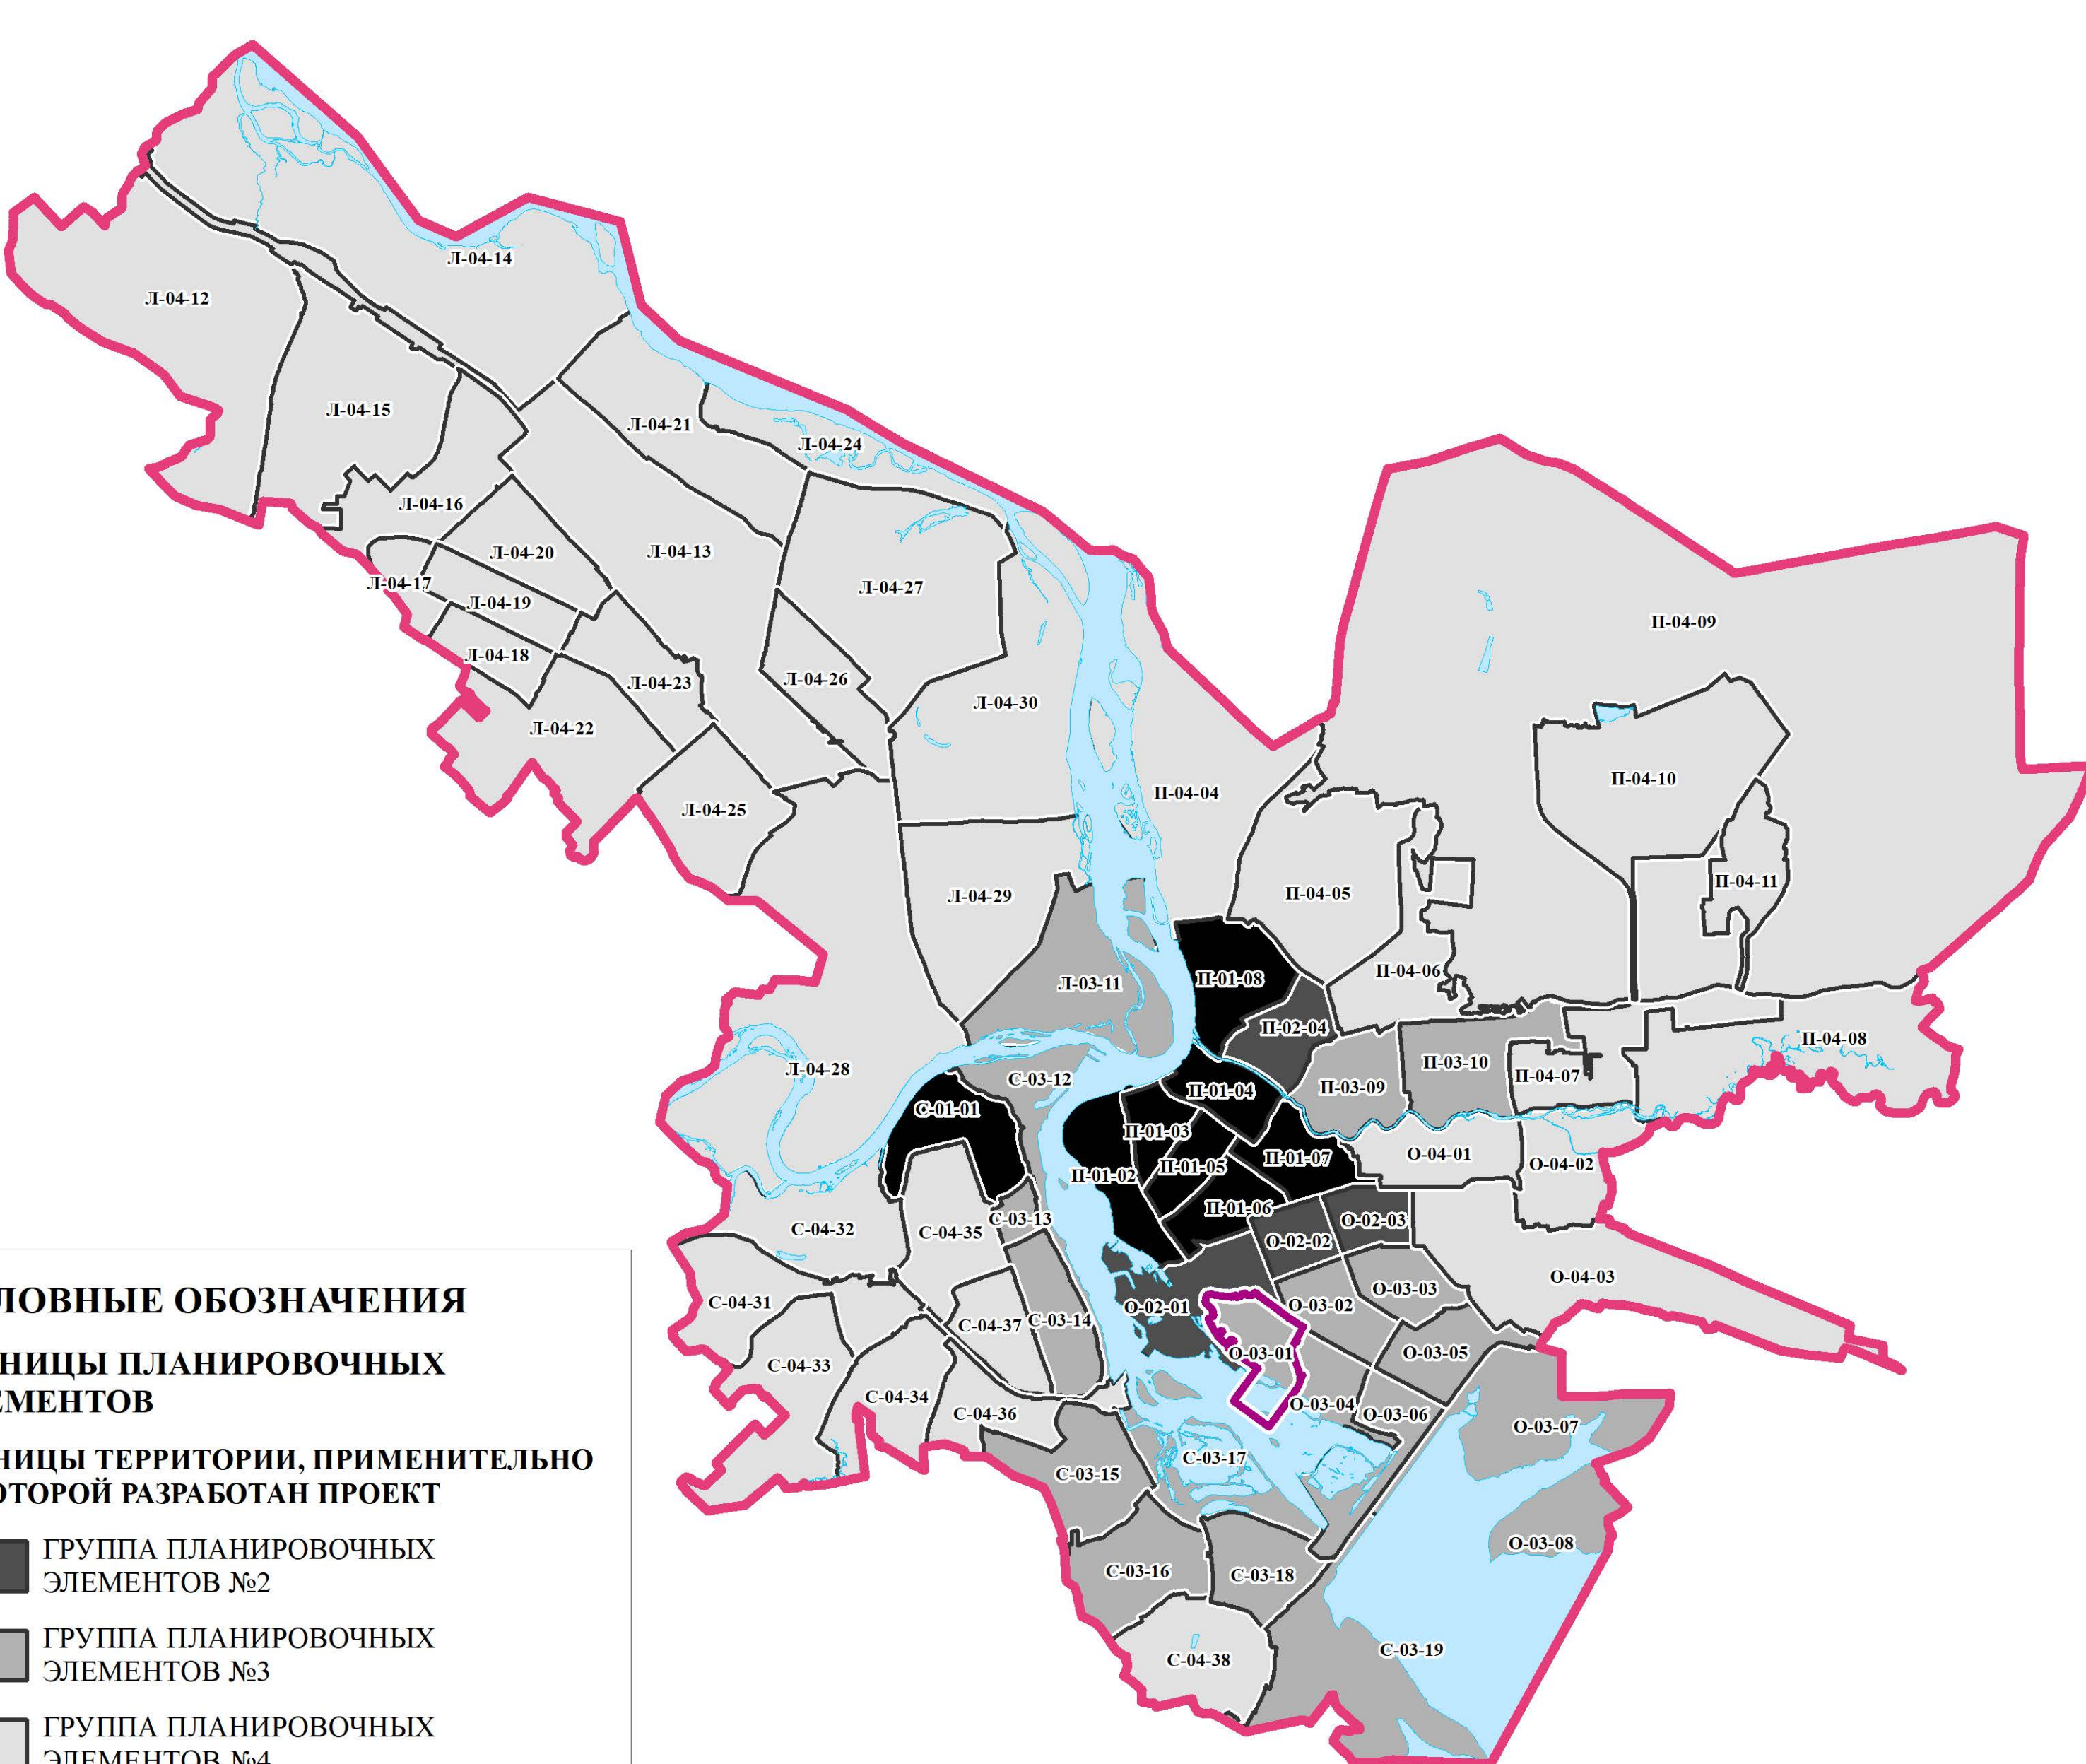 Л-04-14
Л-04-12
Л-04-15
Л-04-21
Л-04-24
Л-04-16
Л-04-20
Л-04-13
Л-04-17
Л-04-27
Л-04-19
П-04-09
Л-04-18
Л-04-26
Л-04-23
Л-04-30
Л-04-22
П-04-10
П-04-04
Л-04-25
П-04-11
П-04-05
Л-04-29
П-04-06
П-01-08
Л-03-11
П-02-04
П-04-08
П-03-10
Л-04-28
П-04-07
С-03-12
П-03-09
П-01-04
С-01-01
П-01-03
О-04-01
П-01-07
О-04-02
П-01-05
П-01-02
П-01-06
С-03-13
О-02-03
С-04-32
С-04-35
О-02-02
О-04-03
О-03-03
С-04-31
О-03-02
О-02-01
С-03-14
С-04-37
О-03-01
О-03-05
С-04-33
С-04-34
О-03-04
С-04-36
О-03-06
О-03-07
С-03-17
С-03-15
О-03-08
С-03-16
С-03-18
С-03-19
С-04-38
ЛОВНЫЕ ОБОЗНАЧЕНИЯ
НИЦЫ ПЛАНИРОВОЧНЫХ
ЕМЕНТОВ
НИЦЫ ТЕРРИТОРИИ, ПРИМЕНИТЕЛЬНО
ОТОРОЙ РАЗРАБОТАН ПРОЕКТ
ГРУППА ПЛАНИРОВОЧНЫХ
ЭЛЕМЕНТОВ №2
ГРУППА ПЛАНИРОВОЧНЫХ
ЭЛЕМЕНТОВ №3
ГРУППА ПЛАНИРОВОЧНЫХ
ЭЛЕМЕНТОВ №4